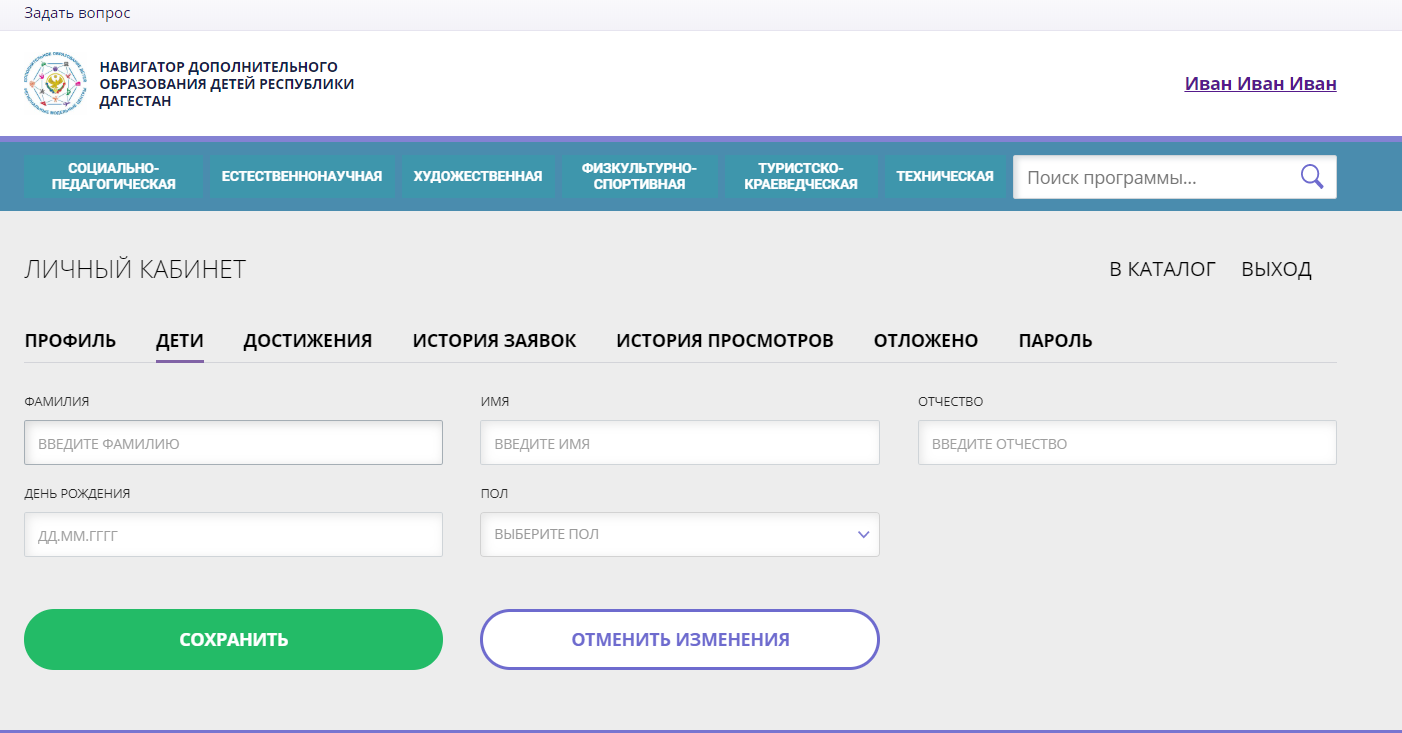 Задать вопрос
НАВИГАТОР ДОПОЛНИТЕЛЬНОГО
ОБРАЗОВАНИЯ ДЕТЕЙ РЕСПУБЛИКИ
ДАГЕСТАН
Иван Иван Иван
СОЦИАЛЬНО-
ПЕДАГОГИЧЕСКАЯ
ЕСТЕСТВЕННОНАУЧНАЯ
ХУДОЖЕСТВЕННАЯ
ФИЗКУЛЬТУРНО-
СПОРТИВНАЯ
ТУРИСТСКО-
КРАЕВЕДЧЕСКАЯ
ТЕХНИЧЕСКАЯ
Поиск программы...
ЛИЧНЫЙ КАБИНЕТ
В КАТАЛОГ ВЫХОД
ПРОФИЛЬ ДЕТИ ДОСТИЖЕНИЯ ИСТОРИЯ ЗАЯВОК ИСТОРИЯ ПРОСМОТРОВ ОТЛОЖЕНО ПАРОЛЬ
ФАМИЛИЯ ИМЯ ОТЧЕСТВО
ВВЕДИТЕ ФАМИЛИЮ ВВЕДИТЕ ИМЯ ВВЕДИТЕ ОТЧЕСТВО
ДЕНЬ РОЖДЕНИЯ ПОЛ
ДД.ММ.ГГГГ ВЫБЕРИТЕ ПОЛ
СОХРАНИТЬ ОТМЕНИТЬ ИЗМЕНЕНИЯ